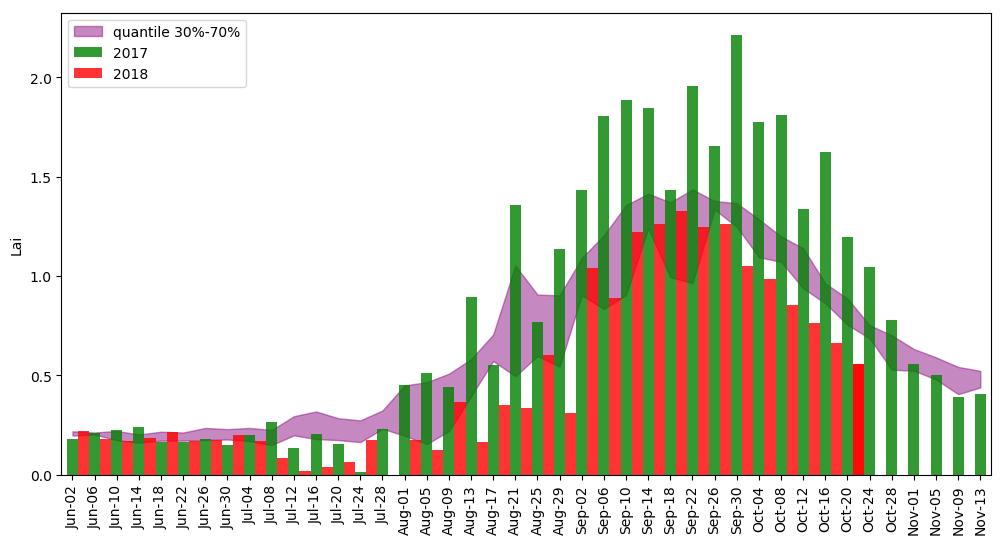 quantile 30%-70%
2017
2018
Lai
2.0
1.5
1.0
0.5
0.0
Jun-02
Jun-06
Jun-10
Jun-14
Jun-18
Jun-22
Jun-26
Jun-30
Jul-04
Jul-08
Jul-12
Jul-16
Jul-20
Jul-24
Jul-28
Aug-01
Aug-05
Aug-09
Aug-13
Aug-17
Aug-21
Aug-25
Aug-29
Sep-02
Sep-06
Sep-10
Sep-14
Sep-18
Sep-22
Sep-26
Sep-30
Oct-04
Oct-08
Oct-12
Oct-16
Oct-20
Oct-24
Oct-28
Nov-01
Nov-05
Nov-09
Nov-13